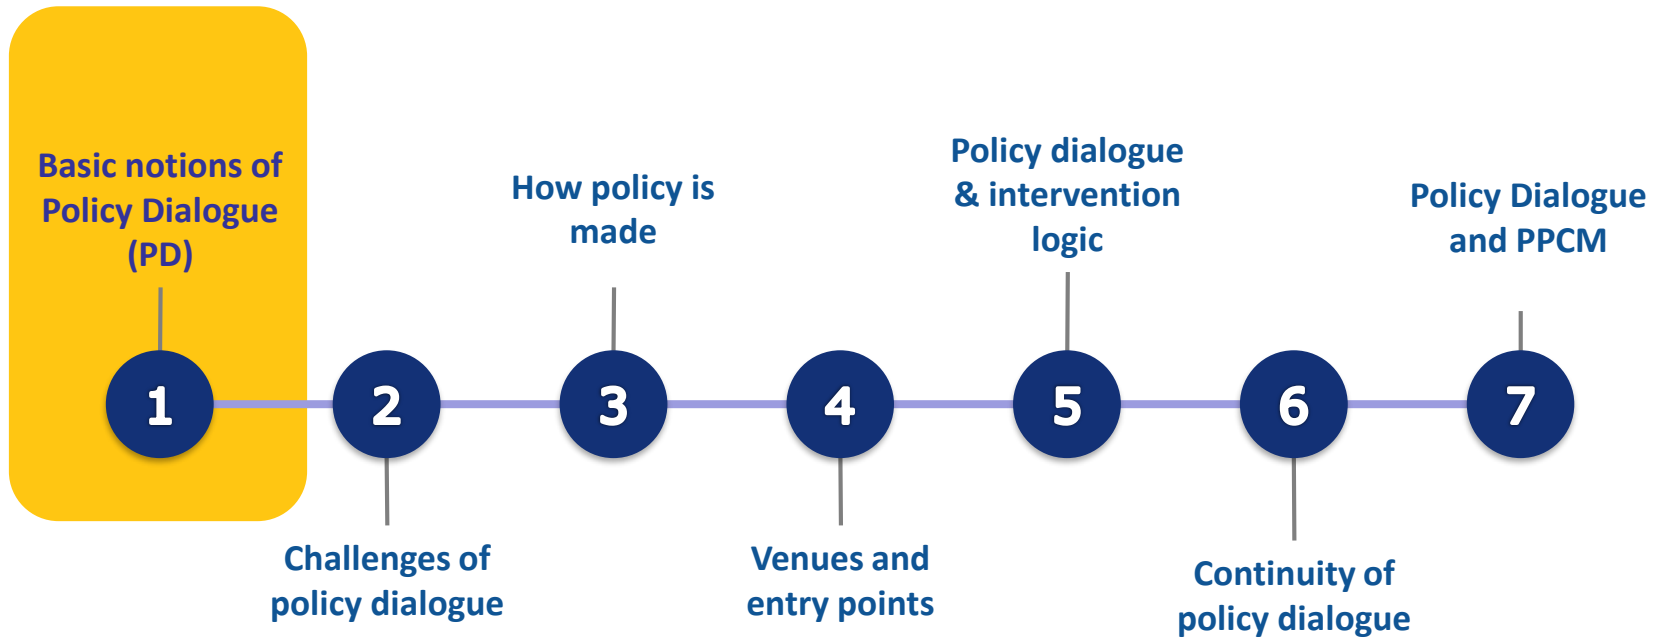 Basic notions of
Policy Dialogue
(PD)
How policy is
made
Policy dialogue
& intervention
logic
Policy Dialogue
and PPCM
1
2
3
4
5
6
7
Challenges of
policy dialogue
Venues and
entry points
Continuity of
policy dialogue